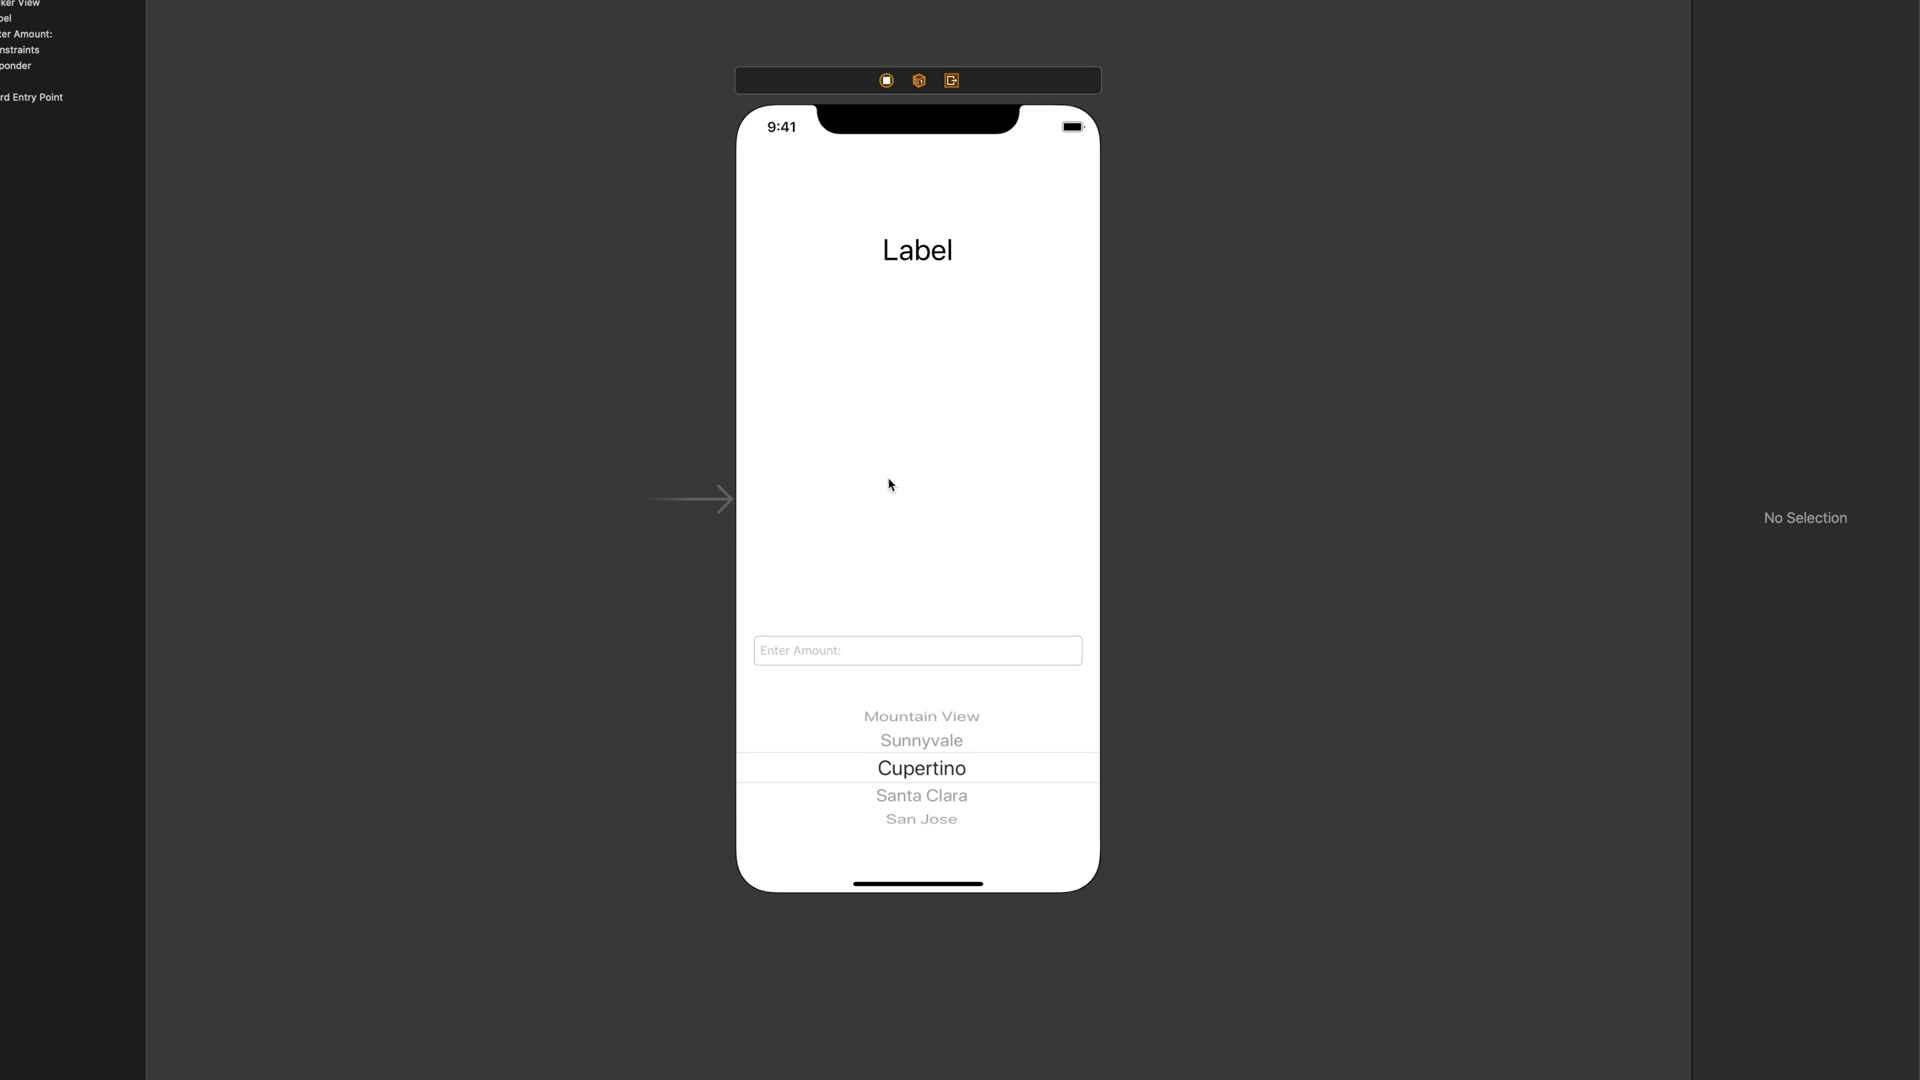 ker View
bel
ter Amount:
nstraints
ponder
rd Entry Point
9:41
Label
Enter Amount:
Mountain View
Sunnyvale
Cupertino
Santa Clara
San Jose
No Selection